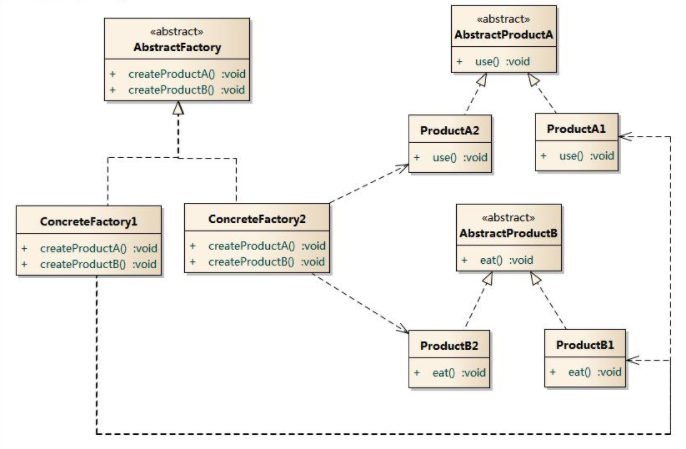 «abstract»
AbstractFactory
+ createProductA() :void
+ createProductB() :void
«abstract»
AbstractProductA
+ use() :void
ProductA2
+ use() :void
ProductA1
+ use() :void
ConcreteFactory1
+ createProductA() :void
+ createProductB() :void
ConcreteFactory2
+ createProductA() :void
+ createProductB() :void
«abstract»
AbstractProductB
+ eat() :void
ProductB2
+ eat() :void
ProductB1
+ eat() :void